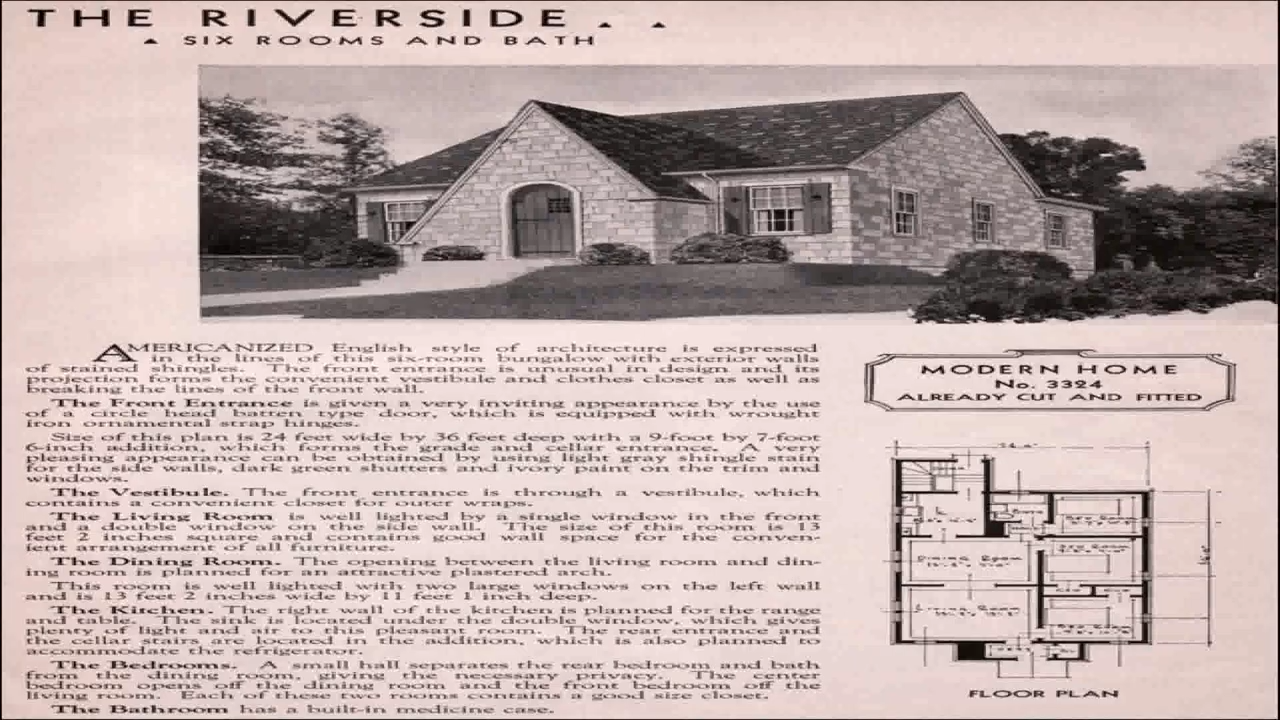 THE RIVERSIDE
SIX ROOMS AND BATH
AMERICANIZED English style of architecture is expressed
in the lines of this six-room bungalow with exterior walls
of stained shingles. The front entrance is unusual in design and its
projection forms the convenient vestibule and clothes closet as well as
breaking the lines of the front wall.
The Front Entrance is given a very inviting appearance by the use
of a circle head batten type door, which is equipped with wrought
iron ornamental strap hinges.
Size of this plan is 24 feet wide by 36 feet deep with a 9-foot by 7-foot
6-inch addition, which forms the grade and cellar entrance. A very
pleasing appearance can be obtained by using light gray shingle stain
for the side walls, dark green shutters and ivory paint on the trim and
windows.
The Vestibule. The front entrance is through a vestibule, which
contains a convenient closet for outer wraps.
The Living Room is well lighted by a single window in the front
and a double window on the side wall. The size of this room is 13
feet 2 inches square and contains good wall space for the conven-
ient arrangement of all furniture.
The Dining Room. The opening between the living room and din-
ing room is planned for an attractive plastered arch.
This room is well lighted with two large windows on the left wall
and is 13 feet 2 inches wide by 11 feet 1 inch deep.
The Kitchen. The right wall of the kitchen is planned for the range
and table. The sink is located under the double window, which gives
plenty of light and air to this pleasant room. The rear entrance and
the cellar stairs are located in the addition, which is also planned to
accommodate the refrigerator.
The Bedrooms. A small hall separates the rear bedroom and bath
from the dining room, giving the necessary privacy. The center
bedroom opens off the dining room and the front bedroom off the
living room. Each of these two rooms contains a good size closet.
The Bathroom has a built-in medicine case.
MODERN HOME
No. 3324
ALREADY CUT AND FITTED
Dining Room
Living Room
FLOOR PLAN